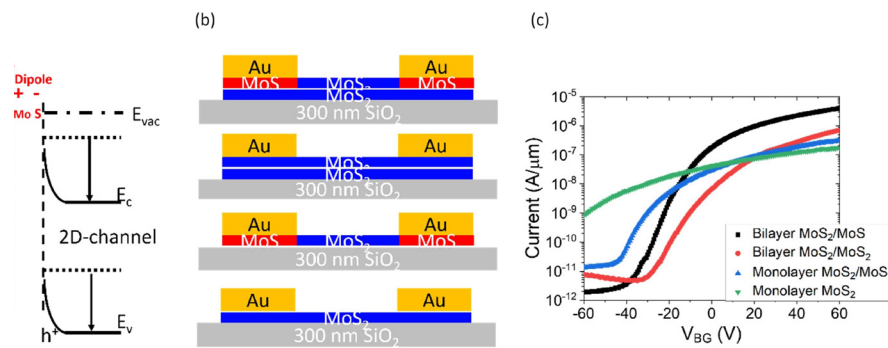 (b)
(c)
Dipole
+ -
Mo S
E_vac
E_c
2D-channel
E_v
h⁺
Au Au
MoS MoS₂ MoS
MoS₂
300 nm SiO₂
Au Au
MoS₂
MoS₂
300 nm SiO₂
Au Au
MoS MoS₂ MoS
300 nm SiO₂
Au Au
MoS₂
300 nm SiO₂
Current (A/μm)
10⁻⁵
10⁻⁶
10⁻⁷
10⁻⁸
10⁻⁹
10⁻¹⁰
10⁻¹¹
10⁻¹²
Bilayer MoS₂/MoS
Bilayer MoS₂/MoS₂
Monolayer MoS₂/MoS
Monolayer MoS₂
-60 -40 -20 0 20 40 60
V_BG (V)